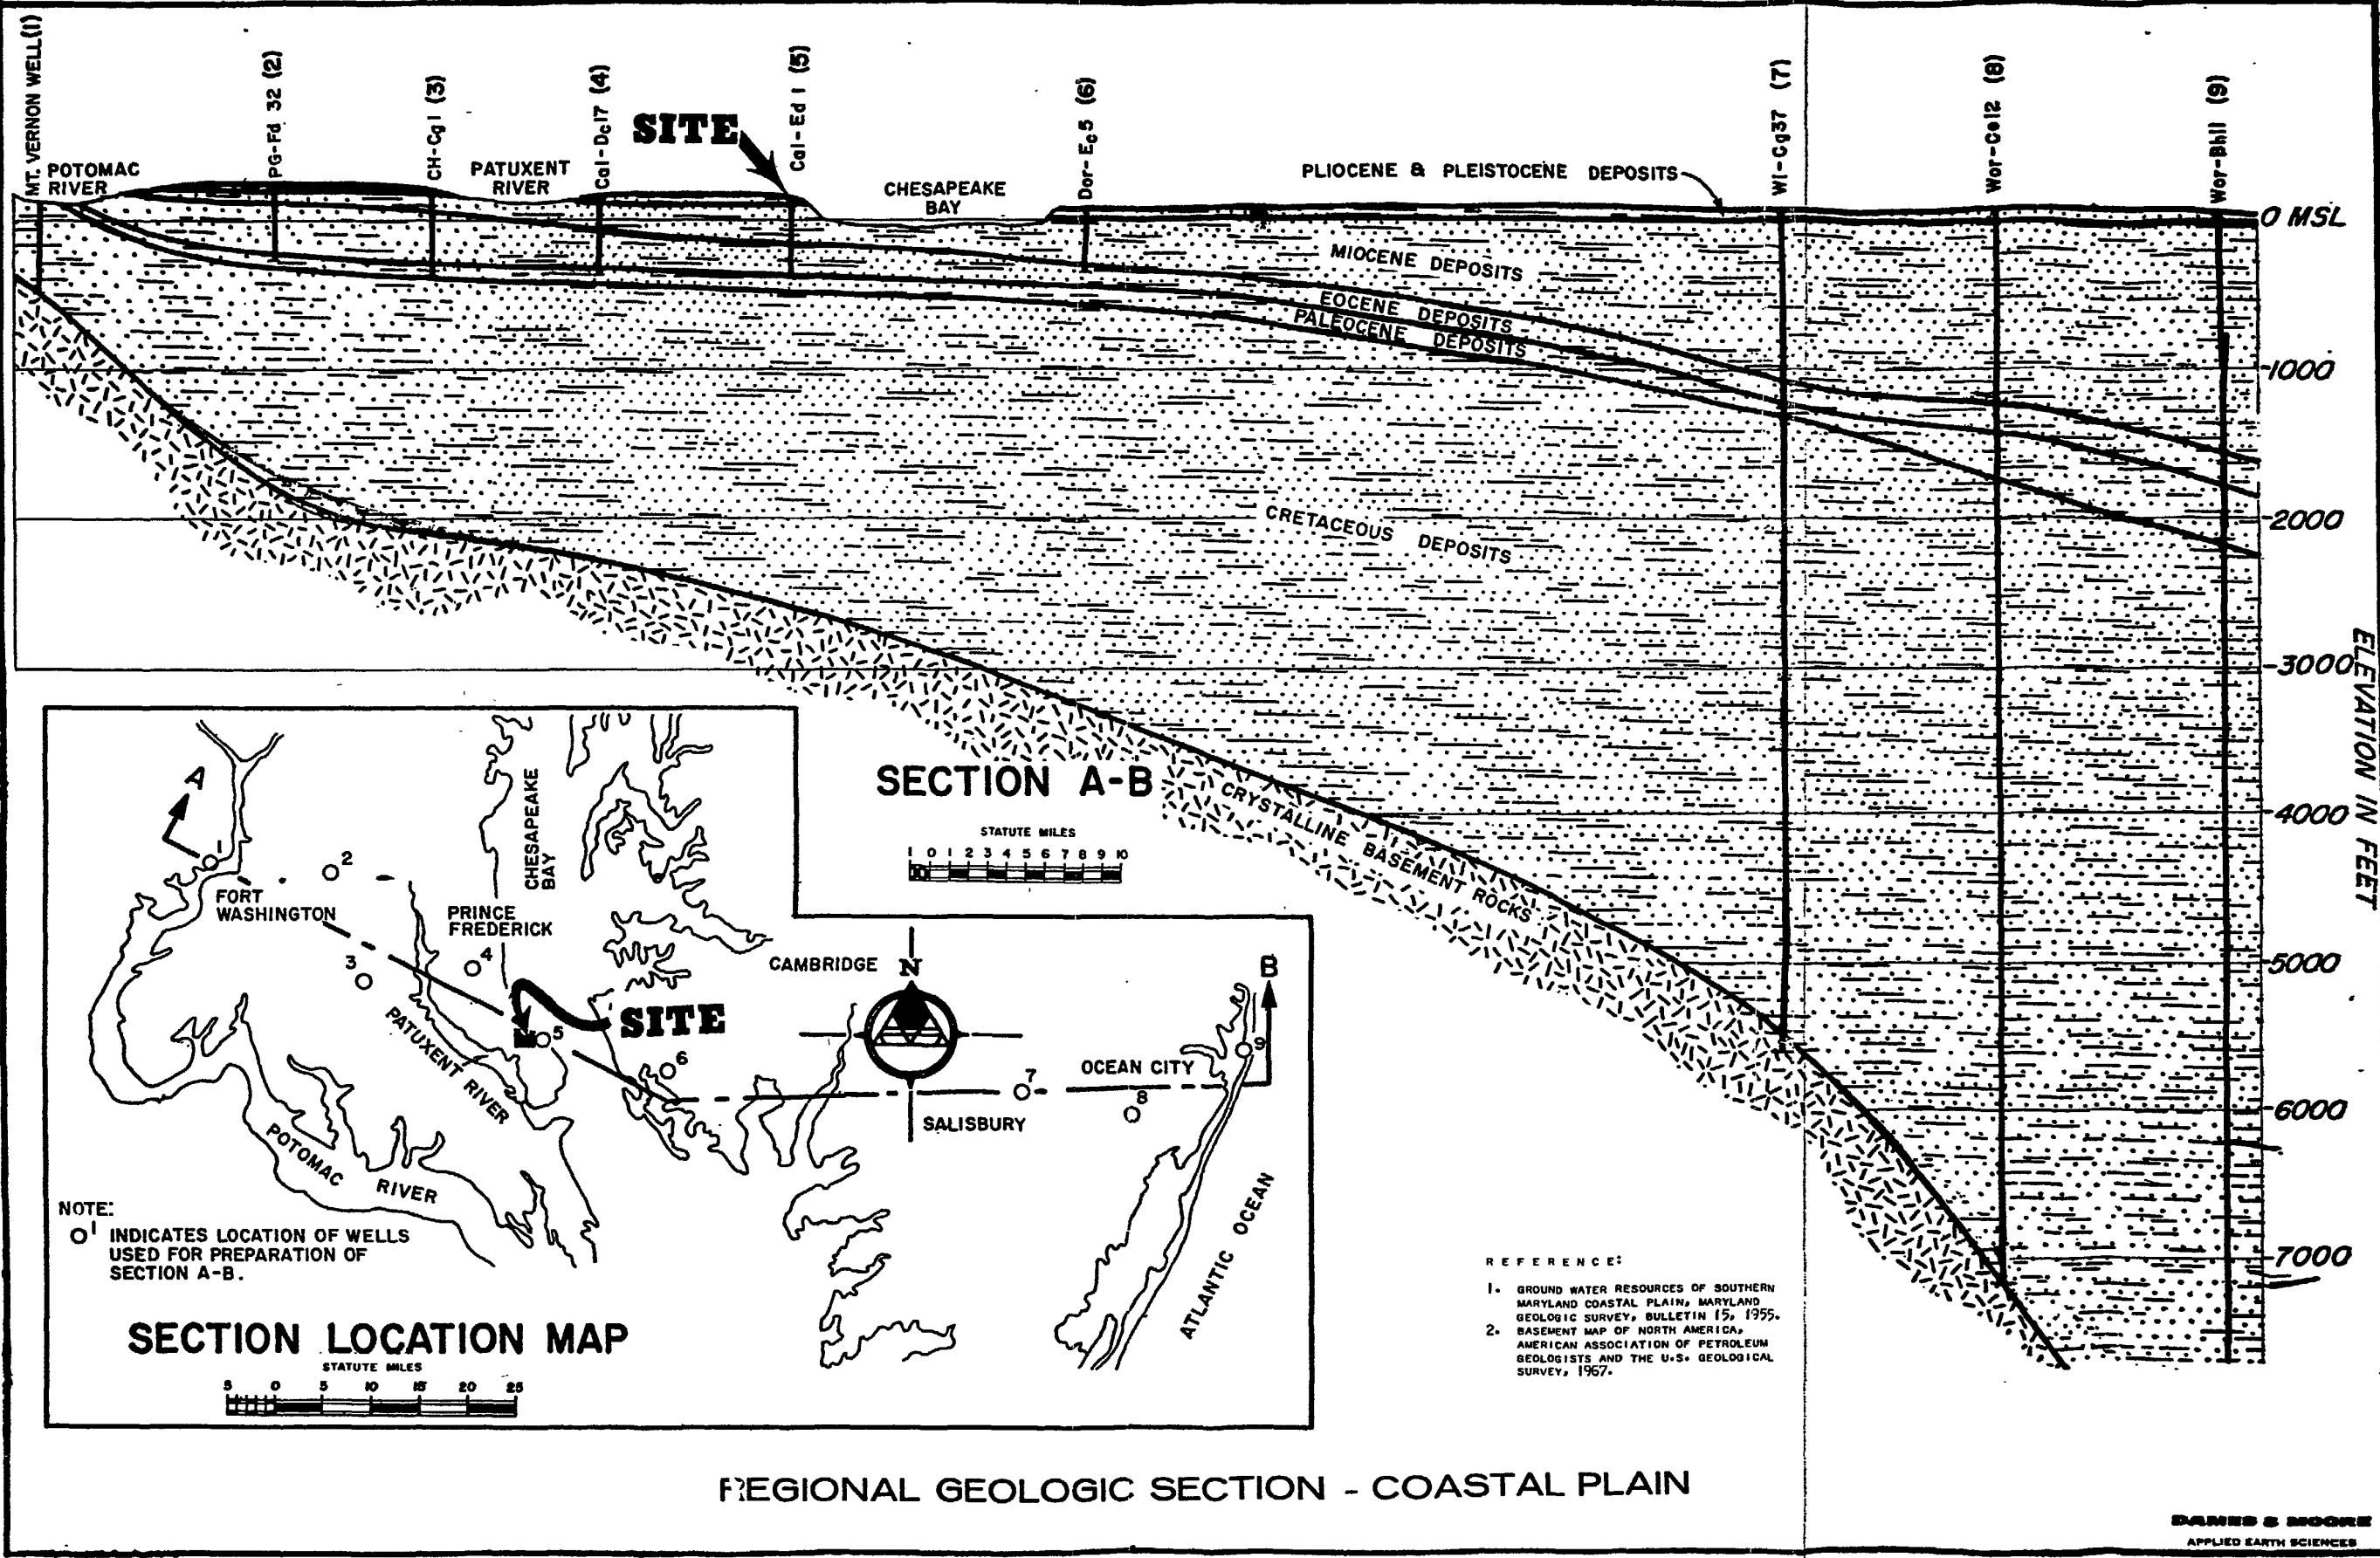 MT. VERNON WELL(1)
PG-Fd 32 (2)
CH-Cg1 (3)
Cal-Dc17 (4)
Cal-Ed 1 (5)
Dor-Ec5 (6)
Wi-Cg37 (7)
Wor-Bh11 (9)
POTOMAC
RIVER
PATUXENT
RIVER
SITE
CHESAPEAKE
BAY
PLIOCENE & PLEISTOCENE DEPOSITS
0 MSL
MIOCENE DEPOSITS
EOCENE DEPOSITS
PALEOCENE DEPOSITS
-1000
CRETACEOUS DEPOSITS
-2000
-3000
-4000
-5000
-6000
-7000
ELEVATION IN FEET
CRYSTALLINE BASEMENT ROCKS
SECTION A-B
STATUTE MILES
1 0 1 2 3 4 5 6 7 8 9 10
A
1
2
CHESAPEAKE
BAY
FORT
WASHINGTON
PRINCE
FREDERICK
3
4
CAMBRIDGE
N
B
SITE
5
PATUXENT RIVER
6
7
OCEAN CITY
8
9
SALISBURY
POTOMAC RIVER
ATLANTIC OCEAN
NOTE:
1 INDICATES LOCATION OF WELLS
USED FOR PREPARATION OF
SECTION A-B.
SECTION LOCATION MAP
STATUTE MILES
5 0 5 10 15 20 25
REFERENCE:
1. GROUND WATER RESOURCES OF SOUTHERN
MARYLAND COASTAL PLAIN, MARYLAND
GEOLOGIC SURVEY, BULLETIN 15, 1955.
2. BASEMENT MAP OF NORTH AMERICA,
AMERICAN ASSOCIATION OF PETROLEUM
GEOLOGISTS AND THE U.S. GEOLOGICAL
SURVEY, 1967.
REGIONAL GEOLOGIC SECTION - COASTAL PLAIN
DAMES & MOORE
APPLIED EARTH SCIENCES